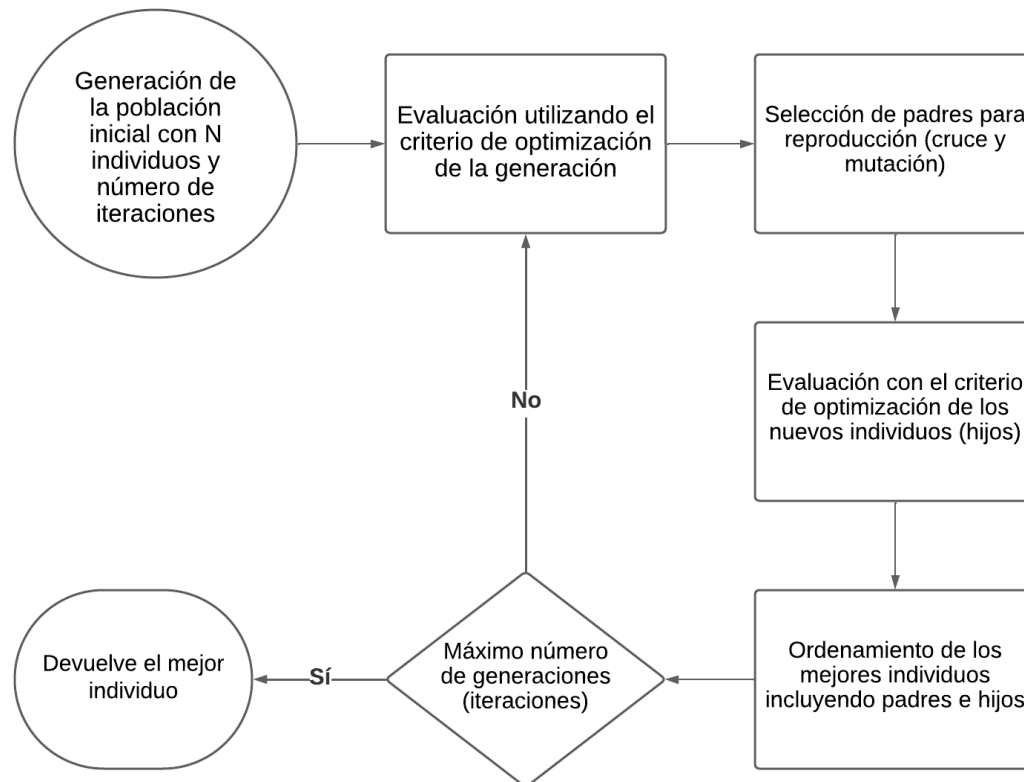 Generación de
la población
inicial con N
individuos y
número de
iteraciones
Evaluación utilizando el
criterio de optimización
de la generación
Selección de padres para
reproducción (cruce y
mutación)
Evaluación con el criterio
de optimización de los
nuevos individuos (hijos)
No
Ordenamiento de los
mejores individuos
incluyendo padres e hijos
Máximo número
de generaciones
(iteraciones)
Sí
Devuelve el mejor
individuo